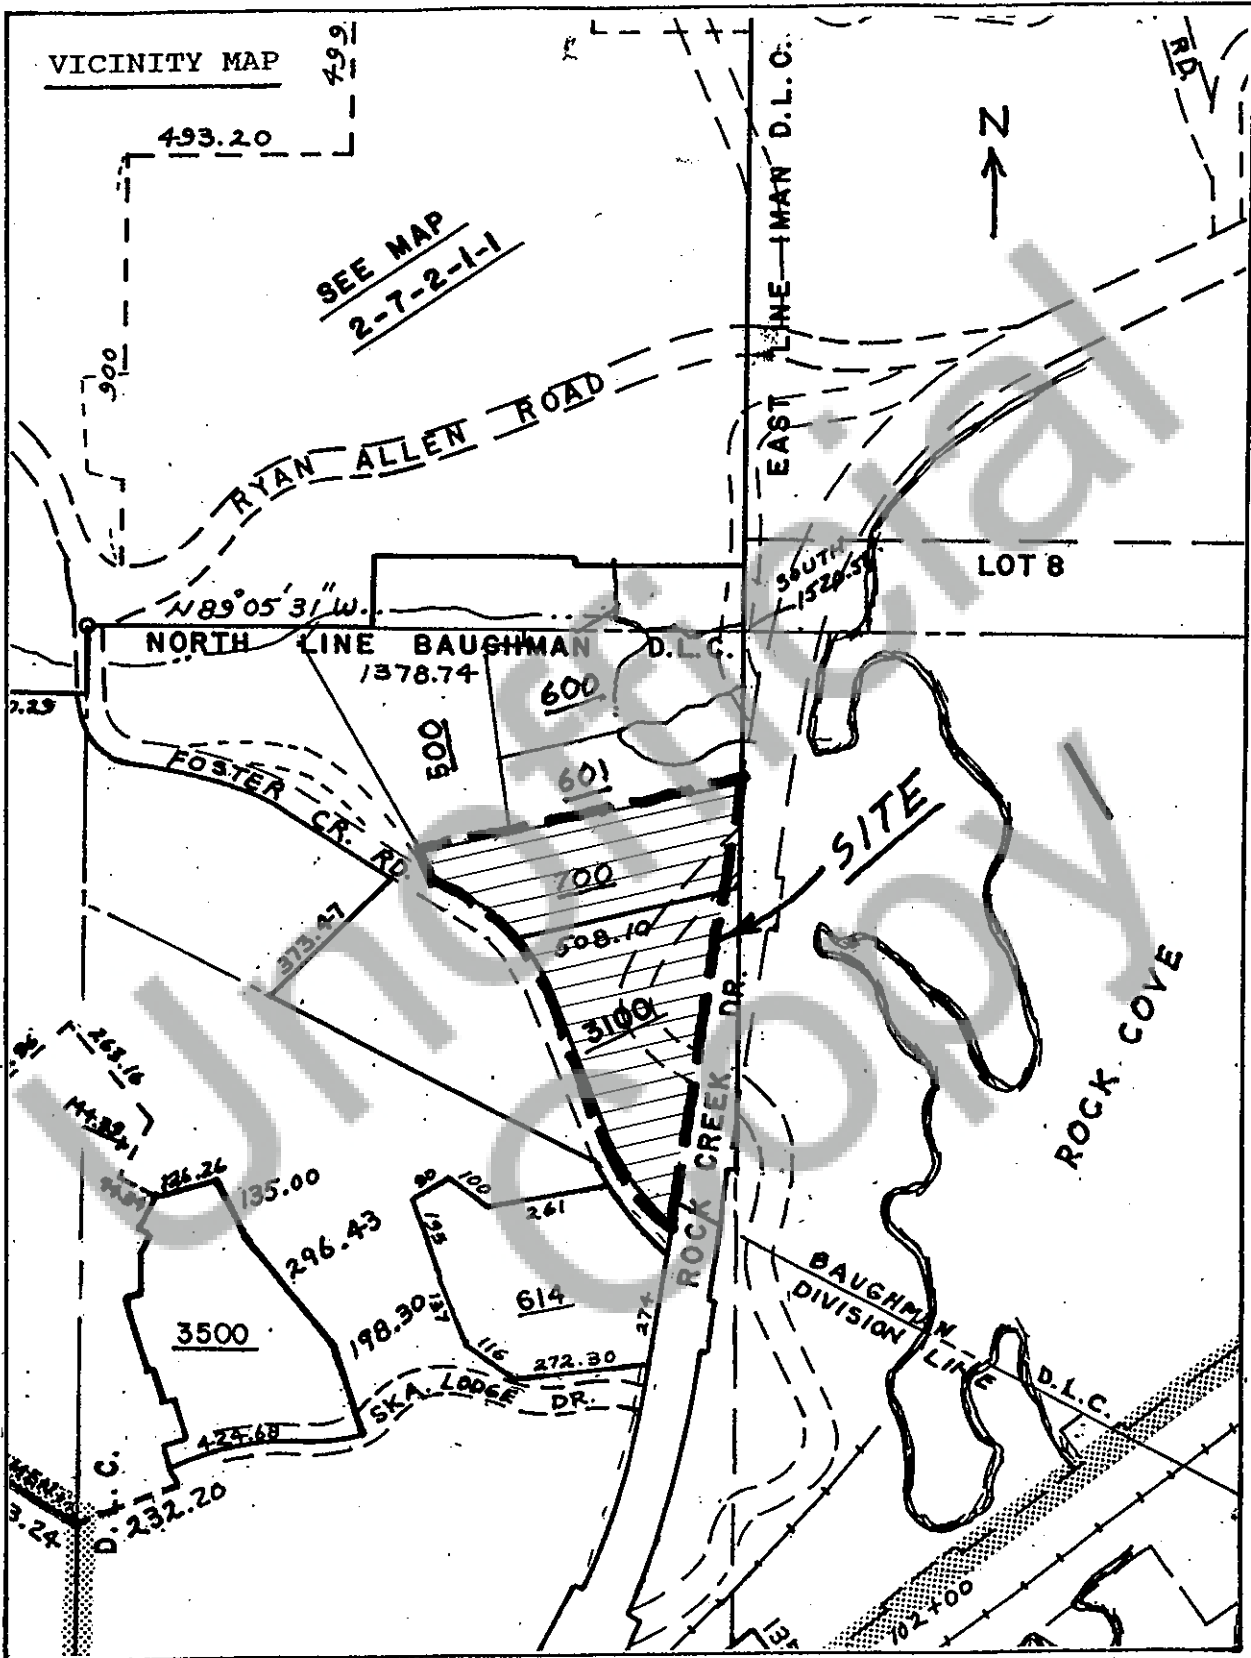 VICINITY MAP
499
493.20
RD.
EAST LINE IMAN D.L.C.
N
SEE MAP
2-7-2-1-1
900
RYAN ALLEN ROAD
LOT 8
SOUTH
N89°05'31"W
NORTH LINE BAUGHMAN D.L.C.
1378.74
600
500
601
FOSTER CR. RD.
SITE
700
508.10
373.47
3100
ROCK CREEK DR.
ROCK COVE
263.16
126.26
135.00
90
100
261
195
296.43
137
614
274
198.30
3500
116
272.30
BAUGHMAN D.L.C.
DIVISION LINE
SKA. LODGE DR.
424.68
D.L.C.
232.20
3.24
102+00
Unofficial
Copy